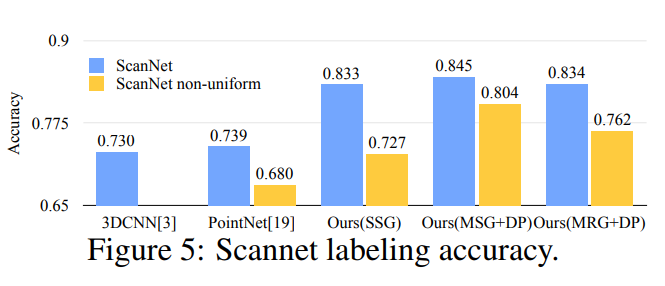 0.9
ScanNet
ScanNet non-uniform
0.845
0.833
0.834
0.804
Accuracy
0.775
0.730
0.739
0.727
0.762
0.680
0.65
3DCNN[3] PointNet[19] Ours(SSG) Ours(MSG+DP) Ours(MRG+DP)
Figure 5: Scannet labeling accuracy.